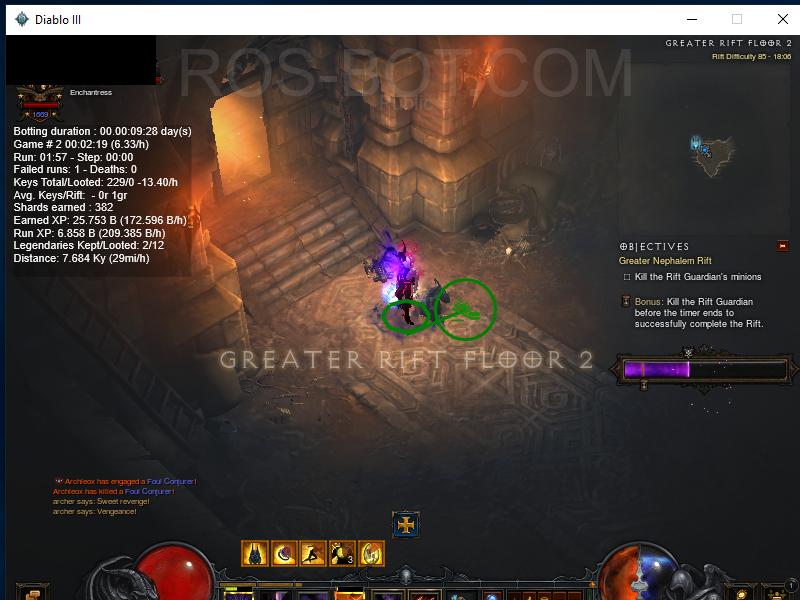 Diablo III
ROS-BOT.COM
GREATER RIFT FLOOR 2
Rift Difficulty 85 - 18:06
Enchantress
1669
Botting duration : 00.00:09:28 day(s)
Game # 2 00:02:19 (6.33/h)
Run: 01:57 - Step: 00:00
Failed runs: 1 - Deaths: 0
Keys Total/Looted: 229/0 -13.40/h
Avg. Keys/Rift: - 0r 1gr
Shards earned : 382
Earned XP: 25.753 B (172.596 B/h)
Run XP: 6.858 B (209.385 B/h)
Legendaries Kept/Looted: 2/12
Distance: 7.684 Ky (29mi/h)
OBJECTIVES
Greater Nephalem Rift
Kill the Rift Guardian's minions
Bonus: Kill the Rift Guardian
before the timer ends to
successfully complete the Rift.
GREATER RIFT FLOOR 2
Archleox has engaged a Foul Conjurer!
Archleox has killed a Foul Conjurer!
archer says: Sweet revenge!
archer says: Vengeance!
3
1